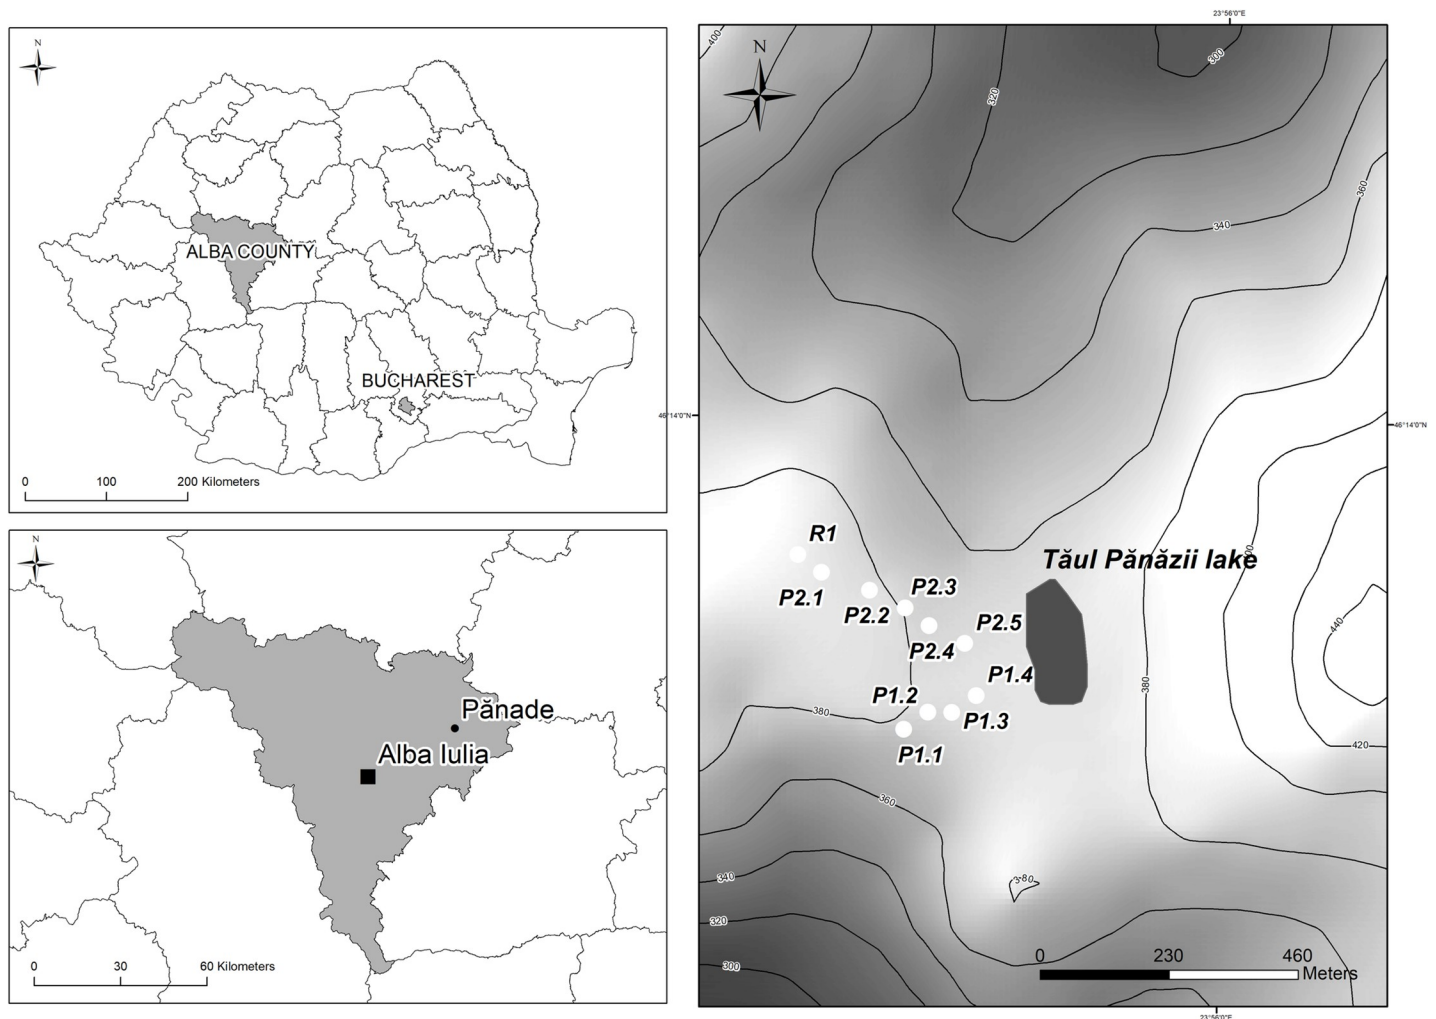 N
ALBA COUNTY
BUCHAREST
0 100 200 Kilometers
N
Pănade
Alba Iulia
0 30 60 Kilometers
23°56'0"E
400
N
300
320
360
340
46°14'0"N
46°14'0"N
R1
Tăul Pănăzii lake
P2.1
P2.3
P2.2
P2.5
P2.4
440
P1.4
P1.2
380
380
P1.3
420
P1.1
360
340
380
320
300
0 230 460
Meters
23°56'0"E